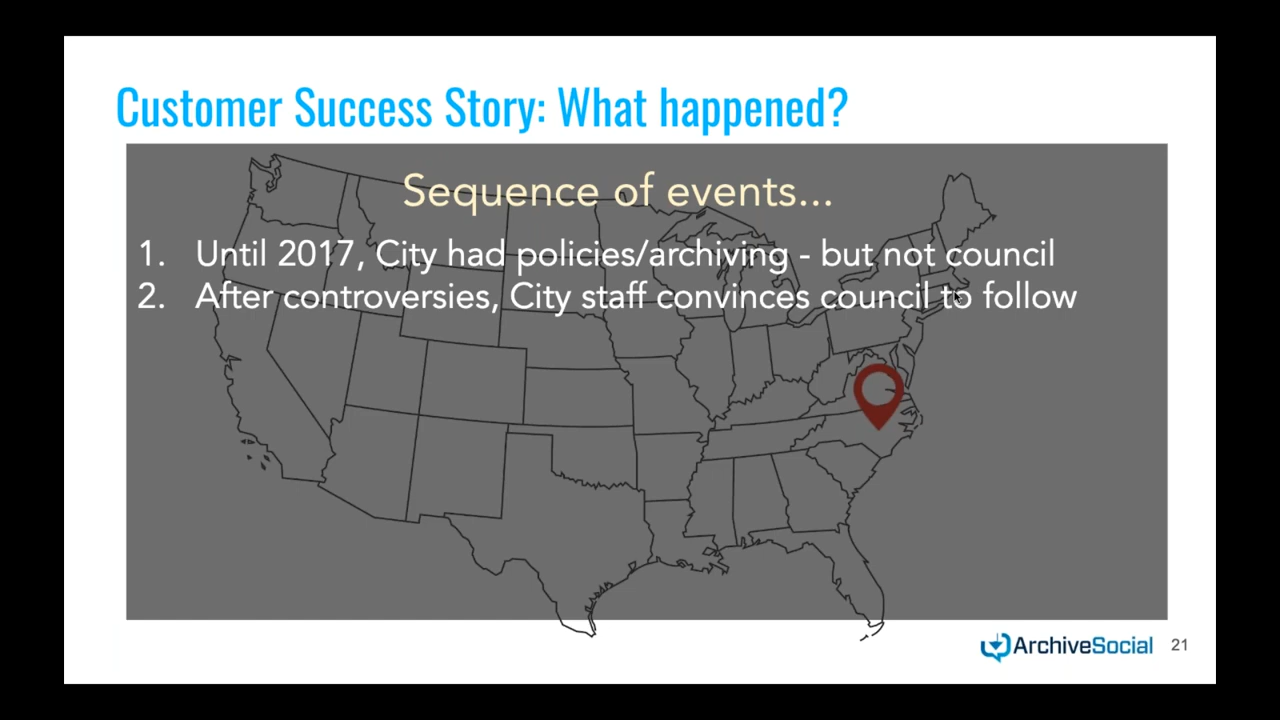 Customer Success Story: What happened?
Sequence of events...
1. Until 2017, City had policies/archiving - but not council
2. After controversies, City staff convinces council to follow
ArchiveSocial 21